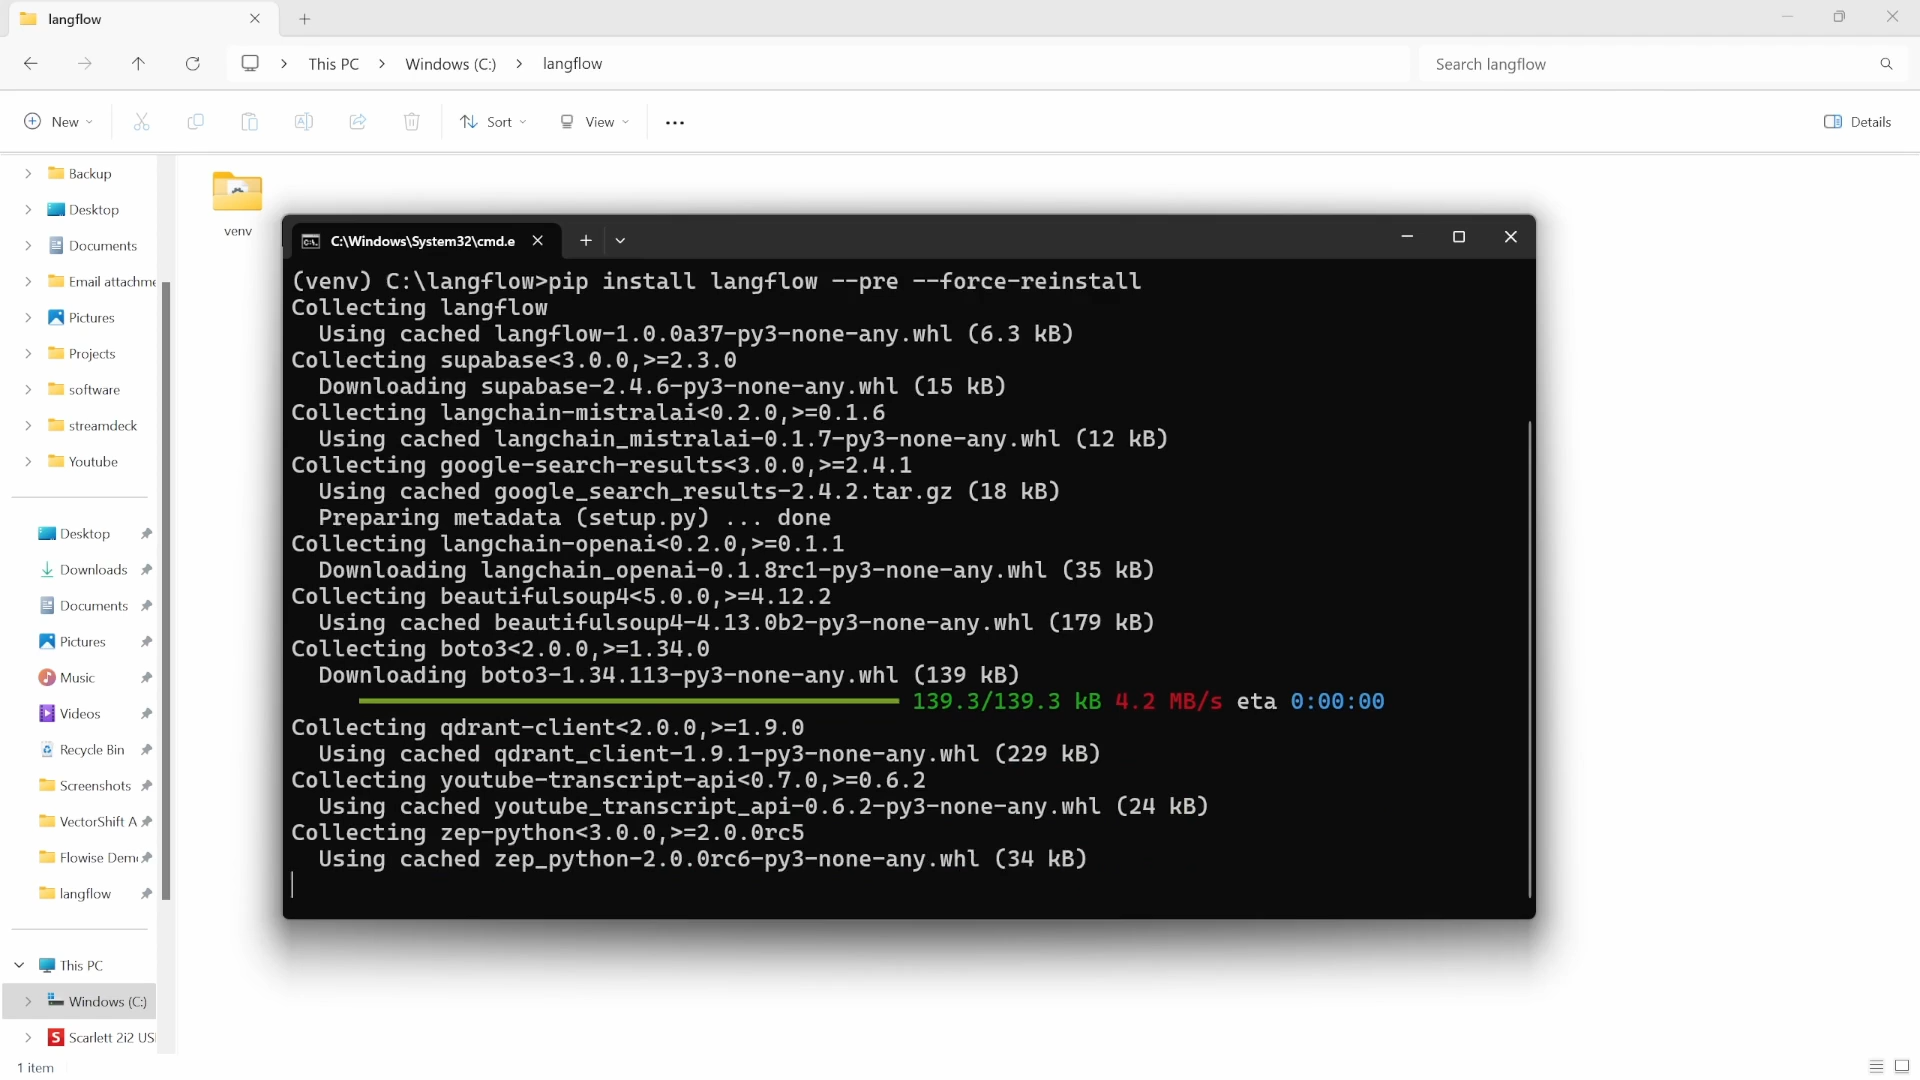 langflow
This PC > Windows (C:) > langflow
Search langflow
New
Sort
View
Details
Backup
Desktop
Documents
Email attachme
Pictures
Projects
software
streamdeck
Youtube
Desktop
Downloads
Documents
Pictures
Music
Videos
Recycle Bin
Screenshots
VectorShift A
Flowise Dem
langflow
This PC
Windows (C:)
Scarlett 2i2 US
1 item
venv
C:\Windows\System32\cmd.e
(venv) C:\langflow>pip install langflow --pre --force-reinstall
Collecting langflow
  Using cached langflow-1.0.0a37-py3-none-any.whl (6.3 kB)
Collecting supabase<3.0.0,>=2.3.0
  Downloading supabase-2.4.6-py3-none-any.whl (15 kB)
Collecting langchain-mistralai<0.2.0,>=0.1.6
  Using cached langchain_mistralai-0.1.7-py3-none-any.whl (12 kB)
Collecting google-search-results<3.0.0,>=2.4.1
  Using cached google_search_results-2.4.2.tar.gz (18 kB)
  Preparing metadata (setup.py) ... done
Collecting langchain-openai<0.2.0,>=0.1.1
  Downloading langchain_openai-0.1.8rc1-py3-none-any.whl (35 kB)
Collecting beautifulsoup4<5.0.0,>=4.12.2
  Using cached beautifulsoup4-4.13.0b2-py3-none-any.whl (179 kB)
Collecting boto3<2.0.0,>=1.34.0
  Downloading boto3-1.34.113-py3-none-any.whl (139 kB)
139.3/139.3 kB 4.2 MB/s eta 0:00:00
Collecting qdrant-client<2.0.0,>=1.9.0
  Using cached qdrant_client-1.9.1-py3-none-any.whl (229 kB)
Collecting youtube-transcript-api<0.7.0,>=0.6.2
  Using cached youtube_transcript_api-0.6.2-py3-none-any.whl (24 kB)
Collecting zep-python<3.0.0,>=2.0.0rc5
  Using cached zep_python-2.0.0rc6-py3-none-any.whl (34 kB)